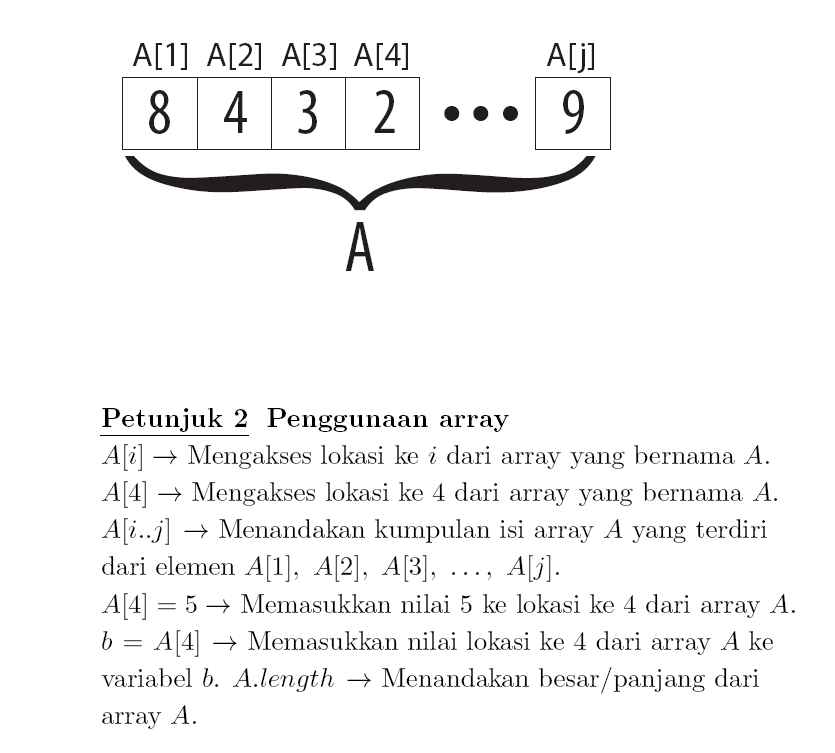 A[1] A[2] A[3] A[4] A[j]
8 4 3 2 ••• 9
A
Petunjuk 2 Penggunaan array
A[i] → Mengakses lokasi ke i dari array yang bernama A.
A[4] → Mengakses lokasi ke 4 dari array yang bernama A.
A[i..j] → Menandakan kumpulan isi array A yang terdiri
dari elemen A[1], A[2], A[3], ..., A[j].
A[4] = 5 → Memasukkan nilai 5 ke lokasi ke 4 dari array A.
b = A[4] → Memasukkan nilai lokasi ke 4 dari array A ke
variabel b. A.length → Menandakan besar/panjang dari
array A.